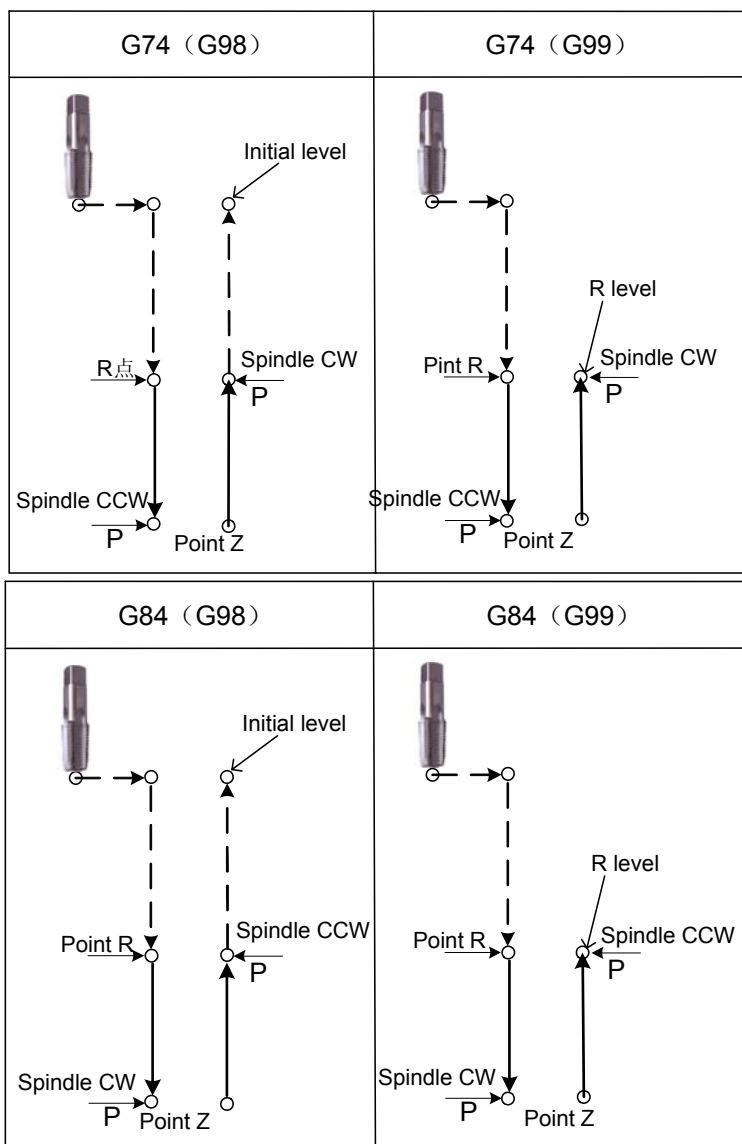 G74（G98）
G74（G99）
Initial level
R点
Spindle CW
P
Spindle CCW
P
Point Z
R level
Pint R
Spindle CW
P
Spindle CCW
P
Point Z
G84（G98）
G84（G99）
Initial level
Point R
Spindle CCW
P
Spindle CW
P
Point Z
R level
Point R
Spindle CCW
P
Spindle CW
P
Point Z